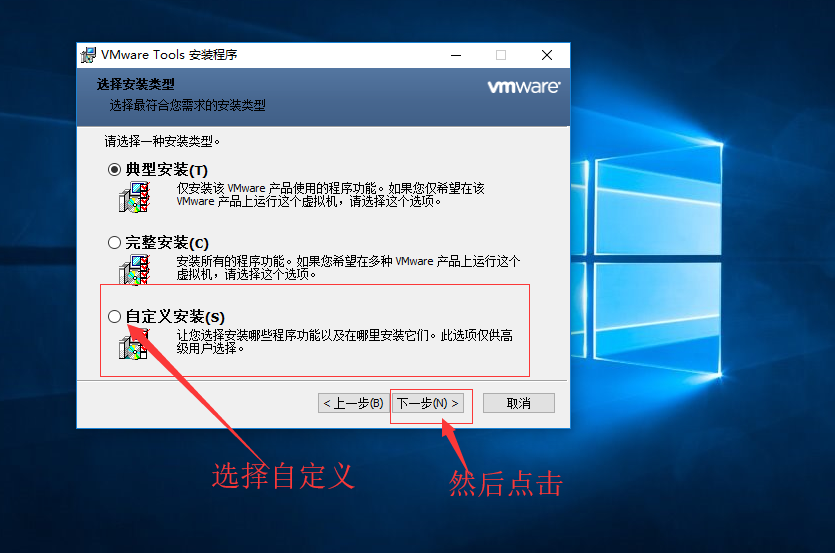 VMware Tools 安装程序
选择安装类型
选择最符合您需求的安装类型
vmware®
请选择一种安装类型。
典型安装(T)
仅安装该 VMware 产品使用的程序功能。如果您仅希望在该
VMware 产品上运行这个虚拟机，请选择这个选项。
完整安装(C)
安装所有的程序功能。如果您希望在多种 VMware 产品上运行这个
虚拟机，请选择这个选项。
自定义安装(S)
让您选择安装哪些程序功能以及在哪里安装它们。此选项仅供高
级用户选择。
< 上一步(B)
下一步(N) >
取消
选择自定义
然后点击